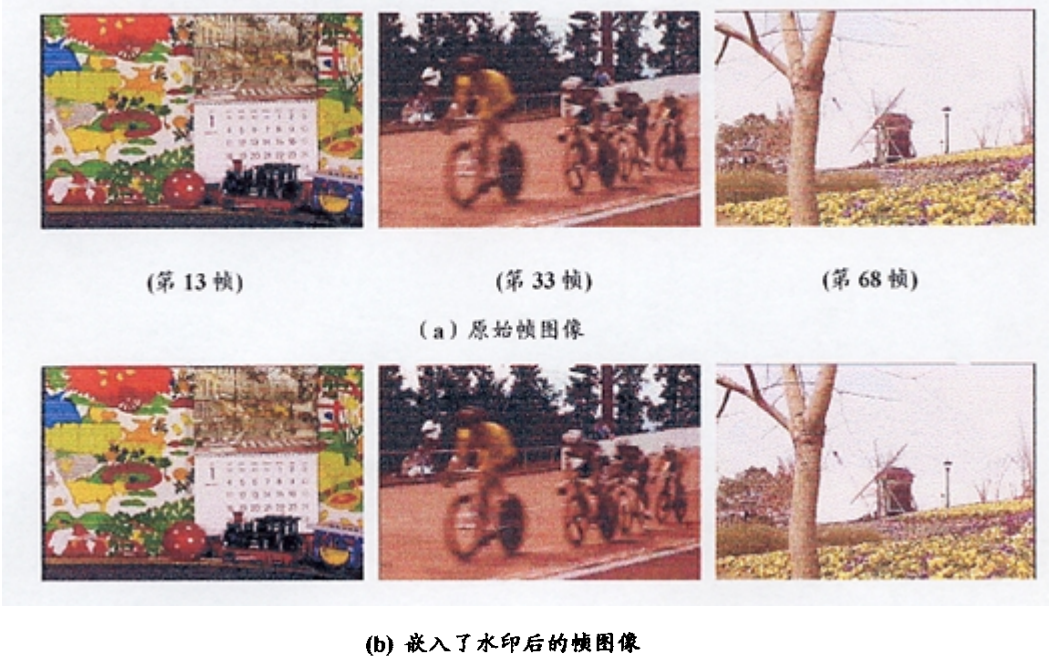 (第 13 帧)
(第 33 帧)
(第 68 帧)
(a) 原始帧图像
(b) 嵌入了水印后的帧图像